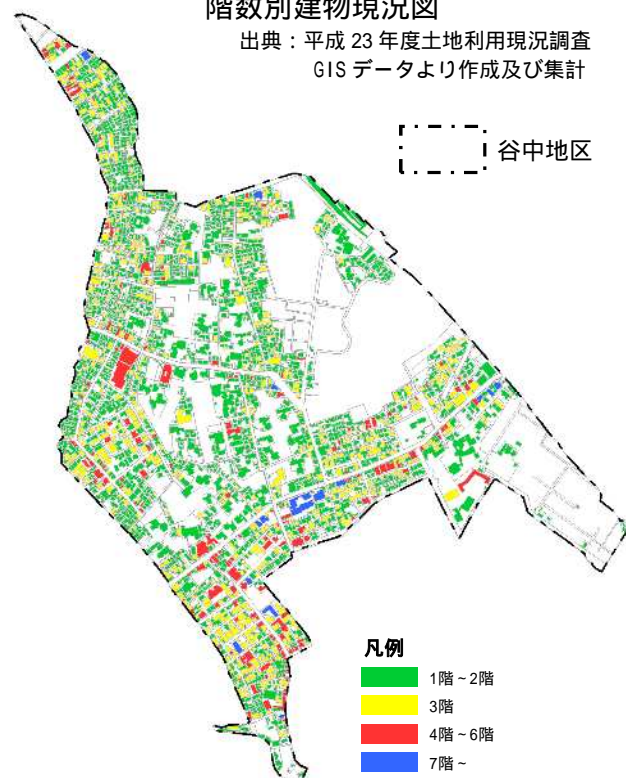 階数別建物現況図
出典：平成 23 年度土地利用現況調査
GIS データより作成及び集計
谷中地区
凡例
1階～2階
3階
4階～6階
7階～